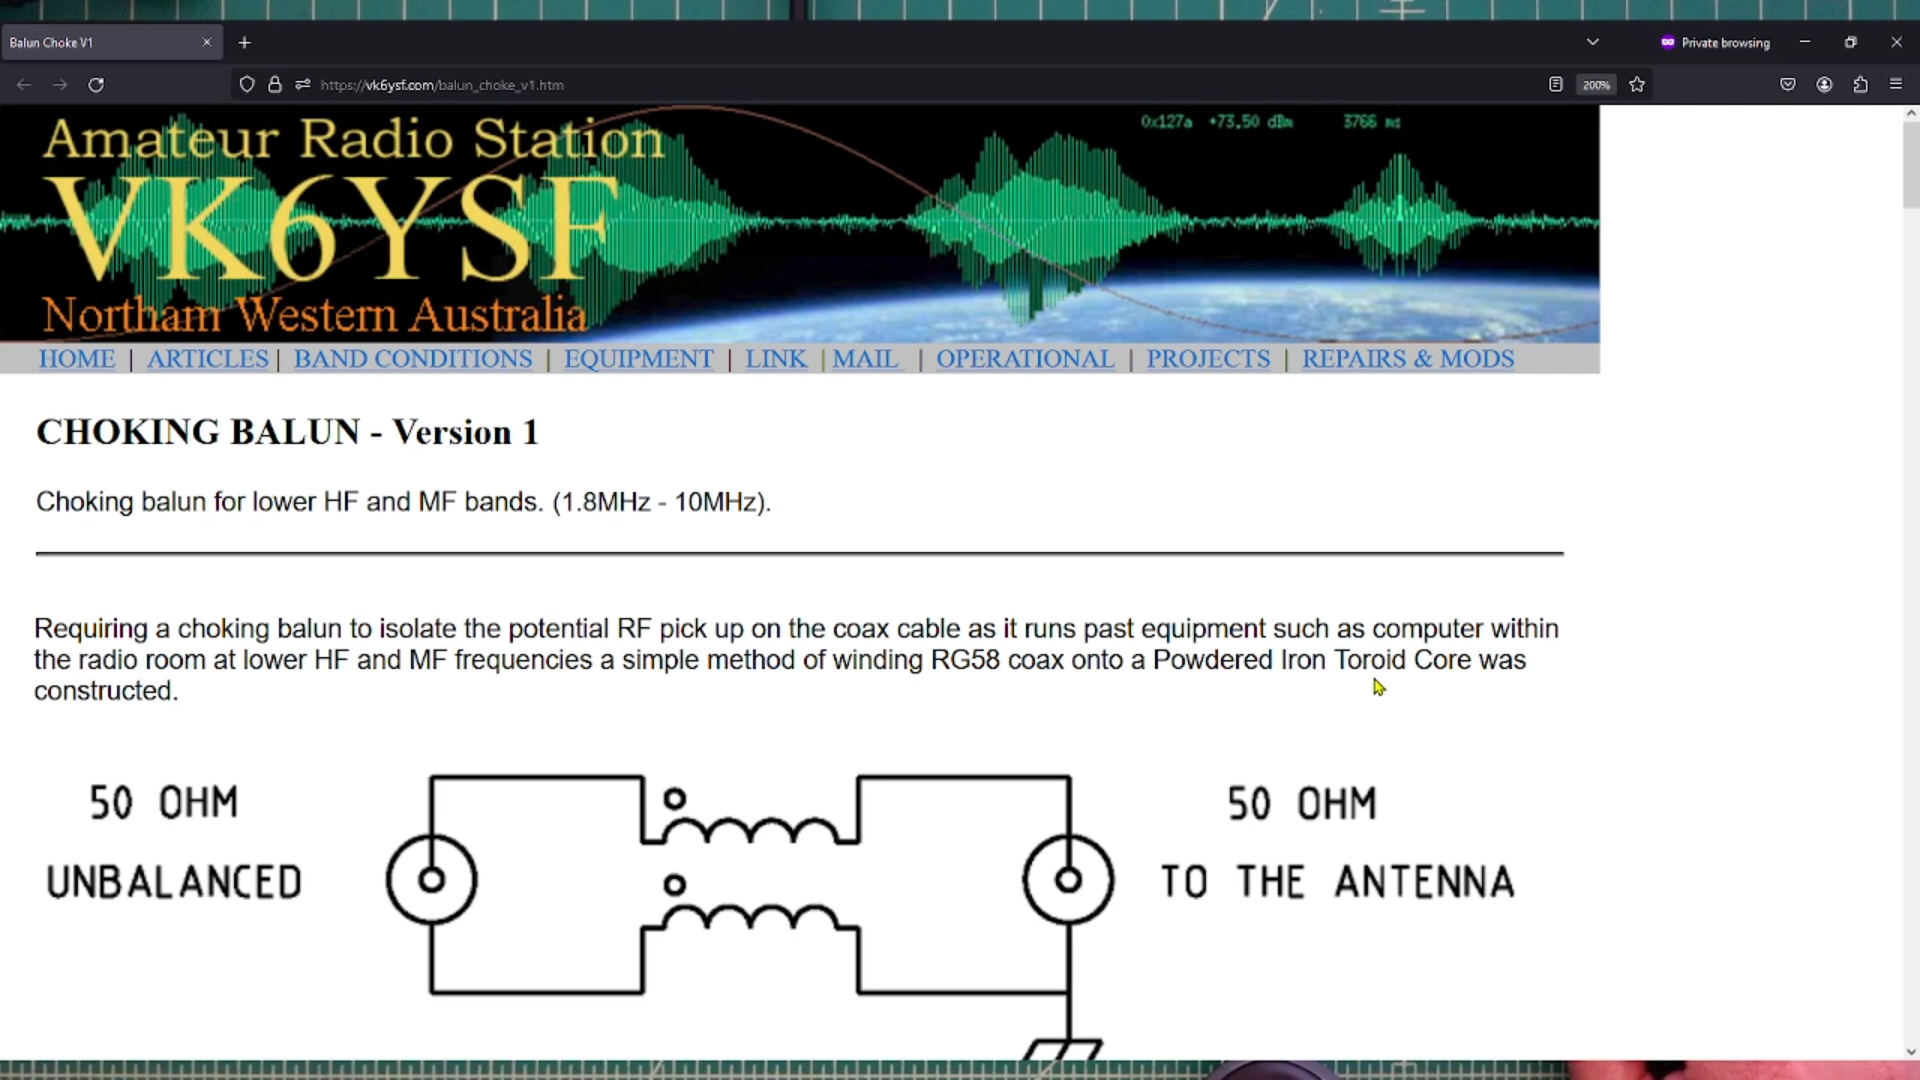 Balun Choke V1
Private browsing
https://vk6ysf.com/balun_choke_v1.htm
200%
Amateur Radio Station
0x127a +73.50 dBm 3766 ms
VK6YSF
Northam Western Australia
HOME | ARTICLES | BAND CONDITIONS | EQUIPMENT | LINK | MAIL | OPERATIONAL | PROJECTS | REPAIRS & MODS
CHOKING BALUN - Version 1
Choking balun for lower HF and MF bands. (1.8MHz - 10MHz).
Requiring a choking balun to isolate the potential RF pick up on the coax cable as it runs past equipment such as computer within
the radio room at lower HF and MF frequencies a simple method of winding RG58 coax onto a Powdered Iron Toroid Core was
constructed.
50 OHM
UNBALANCED
50 OHM
TO THE ANTENNA